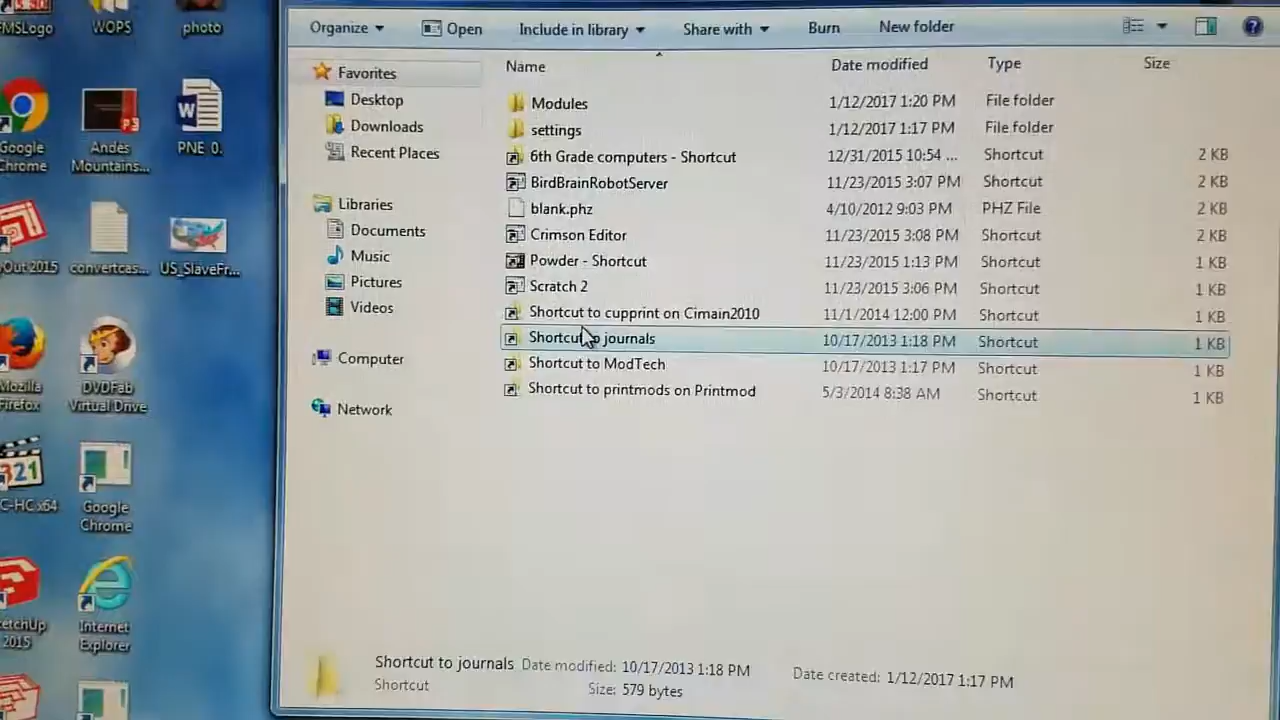 MSLogo
WOPS
photo
Google
Chrome
Andes
Mountains...
PNE 0.
Out 2015
convertcas...
US_SlaveFr...
Mozilla
Firefox
DVDFab
Virtual Drive
321
C-HC x64
Google
Chrome
etchUp
2015
Internet
Explorer
Organize
Open
Include in library
Share with
Burn
New folder
Favorites
Desktop
Downloads
Recent Places
Libraries
Documents
Music
Pictures
Videos
Computer
Network
Name Date modified Type Size
Modules 1/12/2017 1:20 PM File folder
settings 1/12/2017 1:17 PM File folder
6th Grade computers - Shortcut 12/31/2015 10:54 ... Shortcut 2 KB
BirdBrainRobotServer 11/23/2015 3:07 PM Shortcut 2 KB
blank.phz 4/10/2012 9:03 PM PHZ File 2 KB
Crimson Editor 11/23/2015 3:08 PM Shortcut 2 KB
Powder - Shortcut 11/23/2015 1:13 PM Shortcut 1 KB
Scratch 2 11/23/2015 3:06 PM Shortcut 1 KB
Shortcut to cupprint on Cimain2010 11/1/2014 12:00 PM Shortcut 1 KB
Shortcut to journals 10/17/2013 1:18 PM Shortcut 1 KB
Shortcut to ModTech 10/17/2013 1:17 PM Shortcut 1 KB
Shortcut to printmods on Printmod 5/3/2014 8:38 AM Shortcut 1 KB
Shortcut to journals Date modified: 10/17/2013 1:18 PM Date created: 1/12/2017 1:17 PM
Shortcut Size: 579 bytes